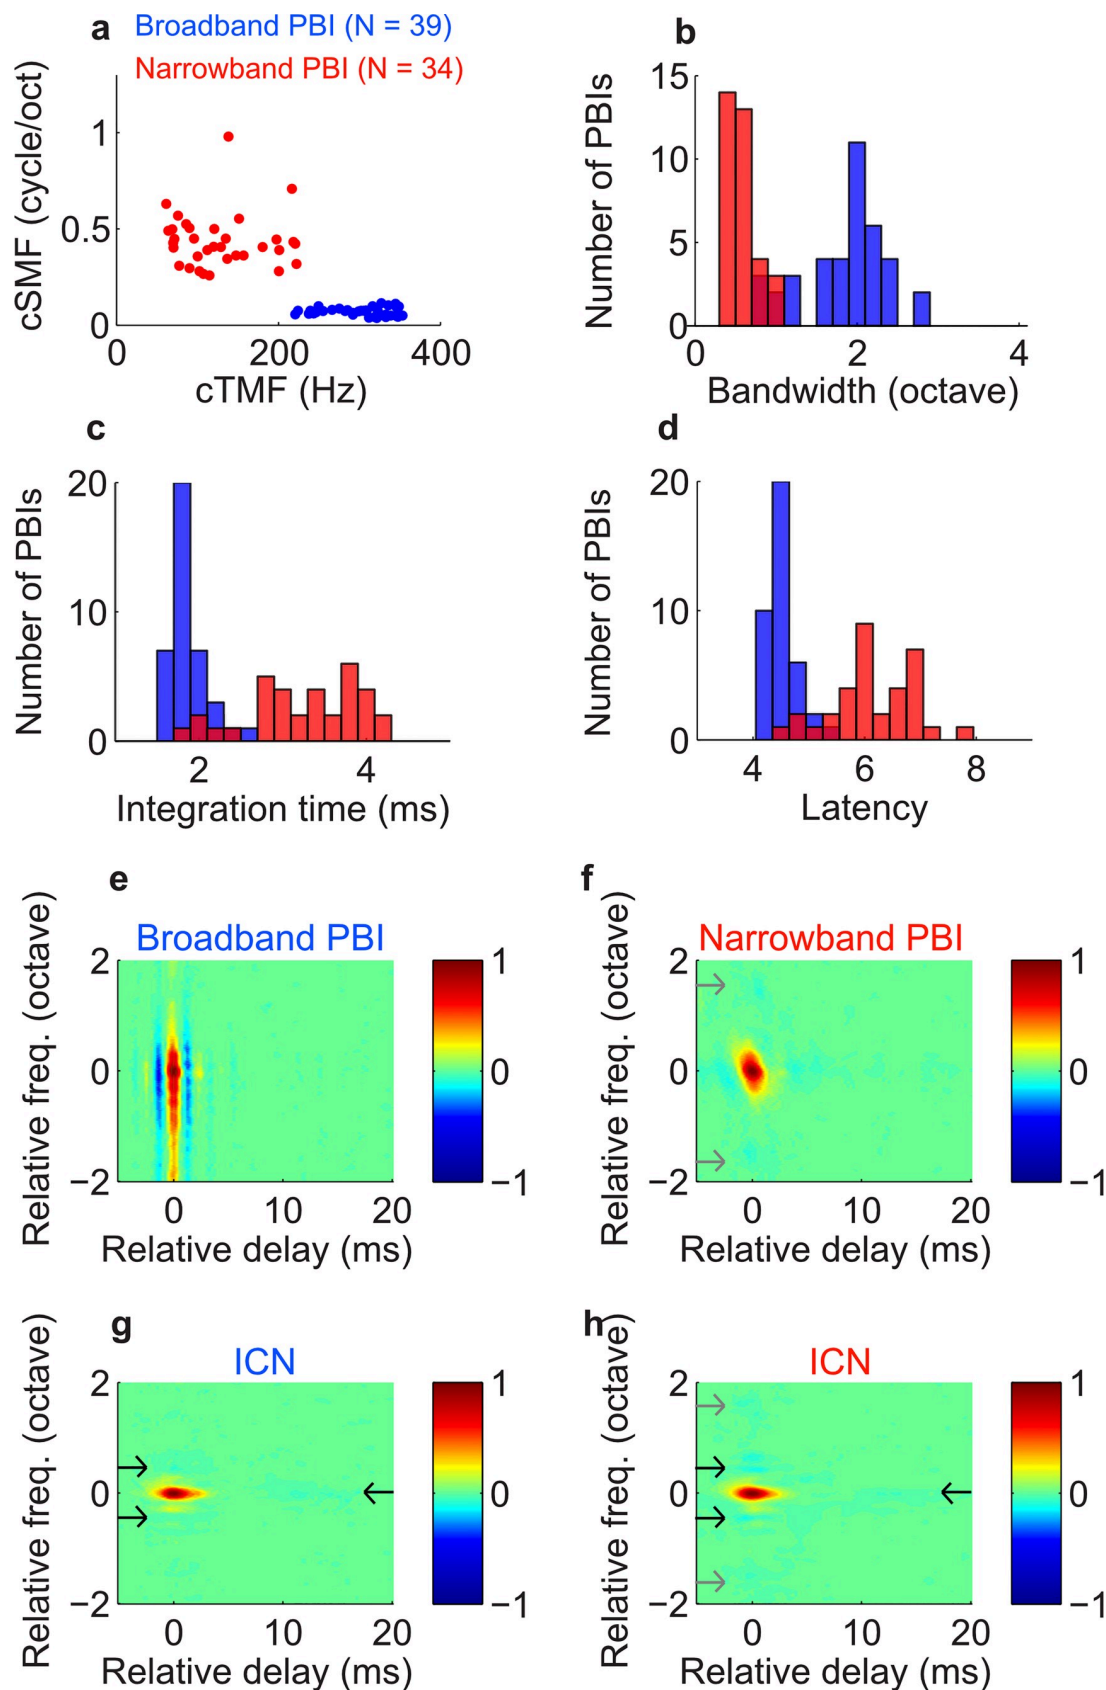 a
Broadband PBI (N = 39)
Narrowband PBI (N = 34)
cSMF (cycle/oct)
1
0.5
0
0
200
400
cTMF (Hz)
b
Number of PBIs
15
10
5
0
0
2
4
Bandwidth (octave)
c
Number of PBIs
20
10
0
2
4
Integration time (ms)
d
Number of PBIs
20
10
0
4
6
8
Latency
e
Broadband PBI
Relative freq. (octave)
2
0
−2
0
10
20
Relative delay (ms)
1
0
−1
f
Narrowband PBI
Relative freq. (octave)
2
0
−2
0
10
20
Relative delay (ms)
1
0
−1
g
ICN
Relative freq. (octave)
2
0
−2
0
10
20
Relative delay (ms)
1
0
−1
h
ICN
Relative freq. (octave)
2
0
−2
0
10
20
Relative delay (ms)
1
0
−1